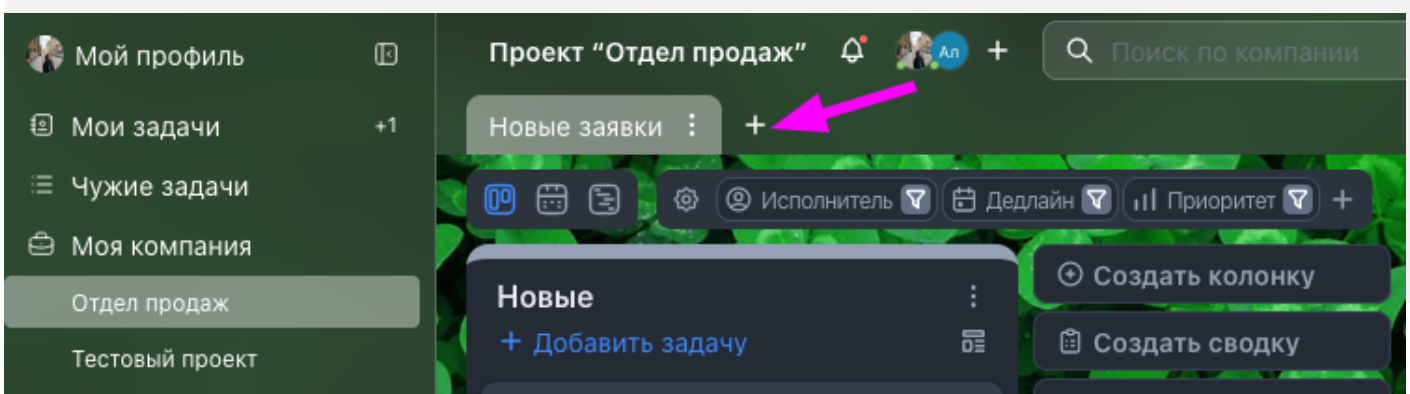 Мой профиль
Проект “Отдел продаж”
Ал
+
Поиск по компании
Мои задачи
+1
Новые заявки
+
Чужие задачи
Исполнитель
Дедлайн
Приоритет
+
Моя компания
Отдел продаж
Тестовый проект
Новые
+ Добавить задачу
Создать колонку
Создать сводку